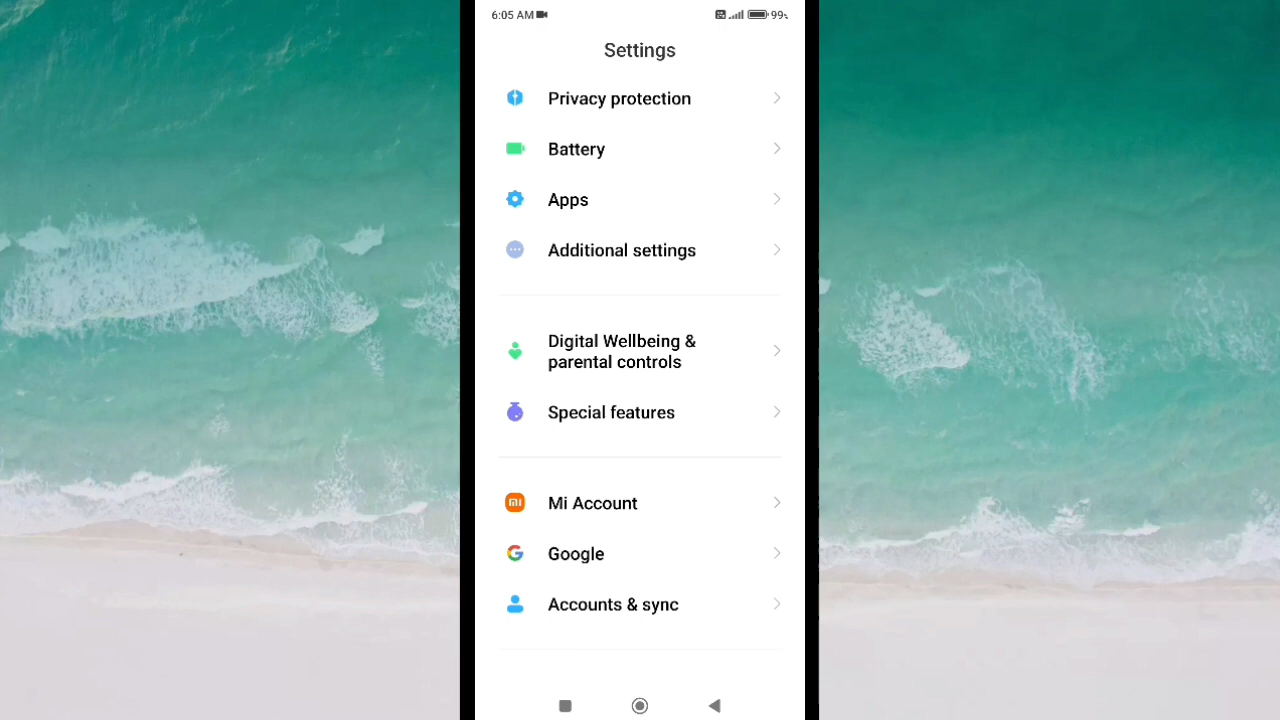 6:05 AM 99%
Settings
Privacy protection
Battery
Apps
Additional settings
Digital Wellbeing &
parental controls
Special features
Mi Account
Google
Accounts & sync